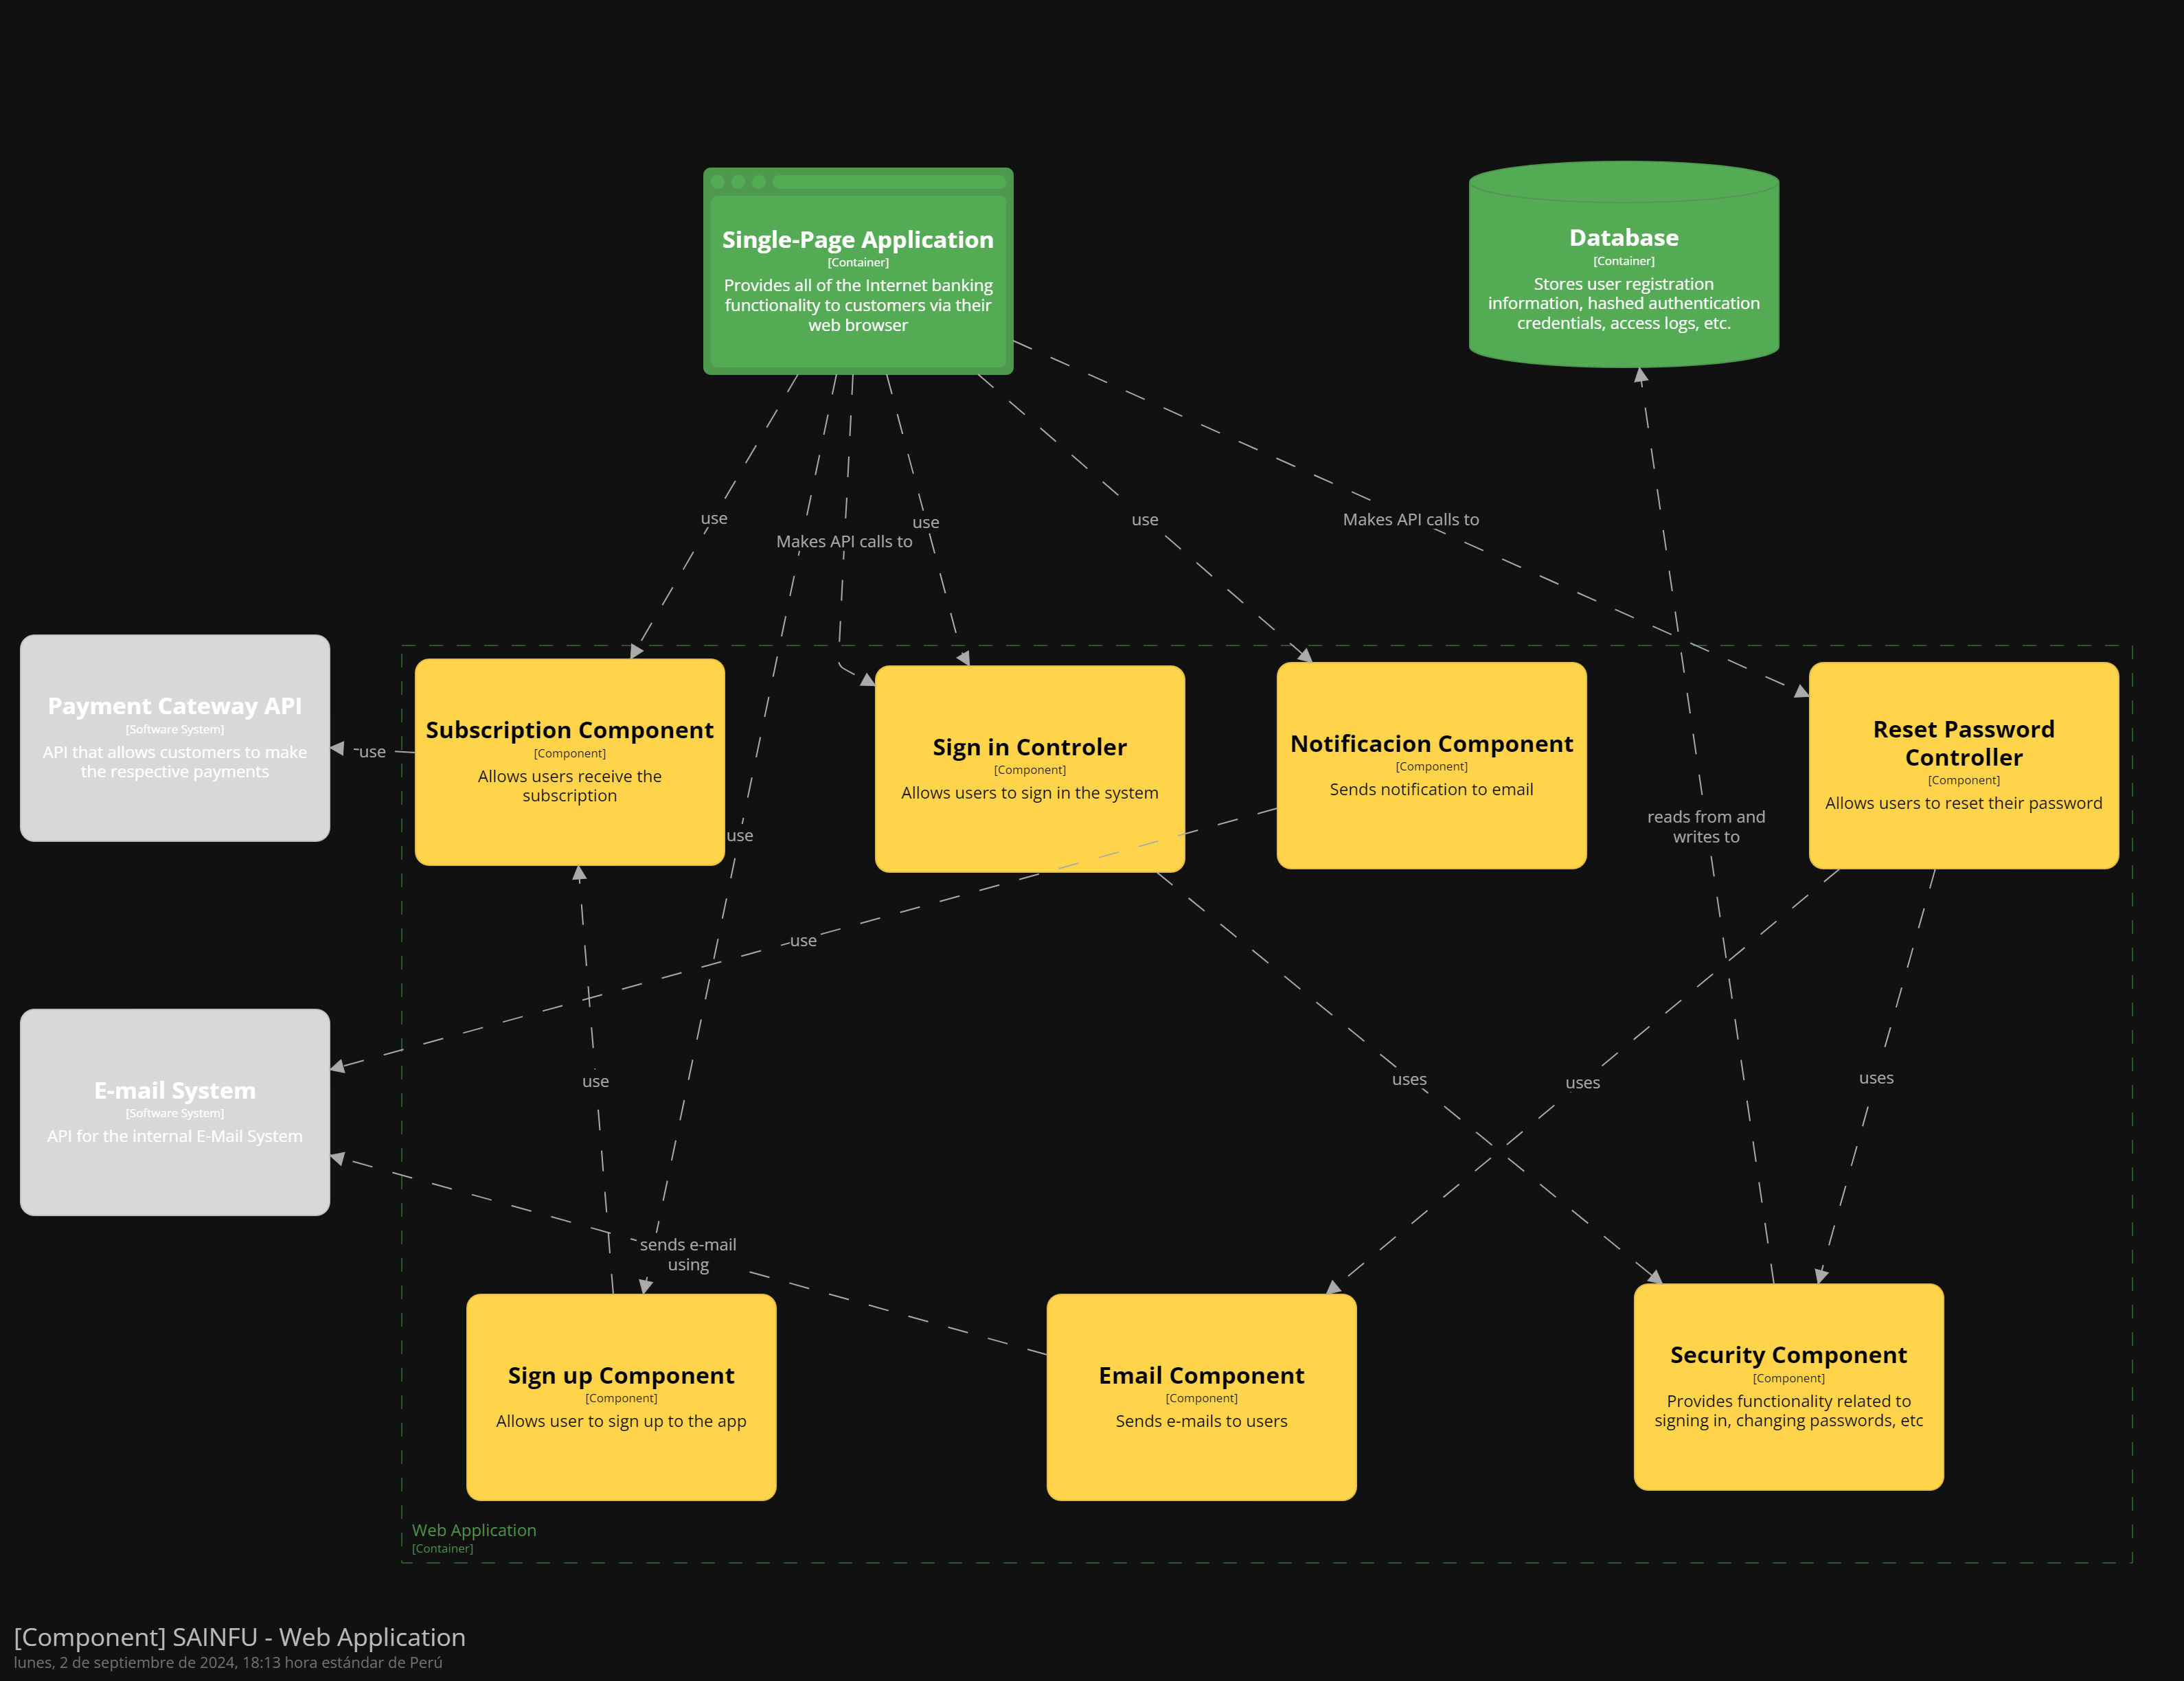 Single-Page Application
[Container]
Provides all of the Internet banking
functionality to customers via their
web browser
Database
[Container]
Stores user registration
information, hashed authentication
credentials, access logs, etc.
use
Makes API calls to
use
use
Makes API calls to
Payment Cateway API
[Software System]
API that allows customers to make
the respective payments
use
Subscription Component
[Component]
Allows users receive the
subscription
use
Sign in Controler
[Component]
Allows users to sign in the system
Notificacion Component
[Component]
Sends notification to email
reads from and
writes to
Reset Password
Controller
[Component]
Allows users to reset their password
use
E-mail System
[Software System]
API for the internal E-Mail System
use
uses
uses
uses
sends e-mail
using
Sign up Component
[Component]
Allows user to sign up to the app
Email Component
[Component]
Sends e-mails to users
Security Component
[Component]
Provides functionality related to
signing in, changing passwords, etc
Web Application
[Container]
[Component] SAINFU - Web Application
lunes, 2 de septiembre de 2024, 18:13 hora estándar de Perú